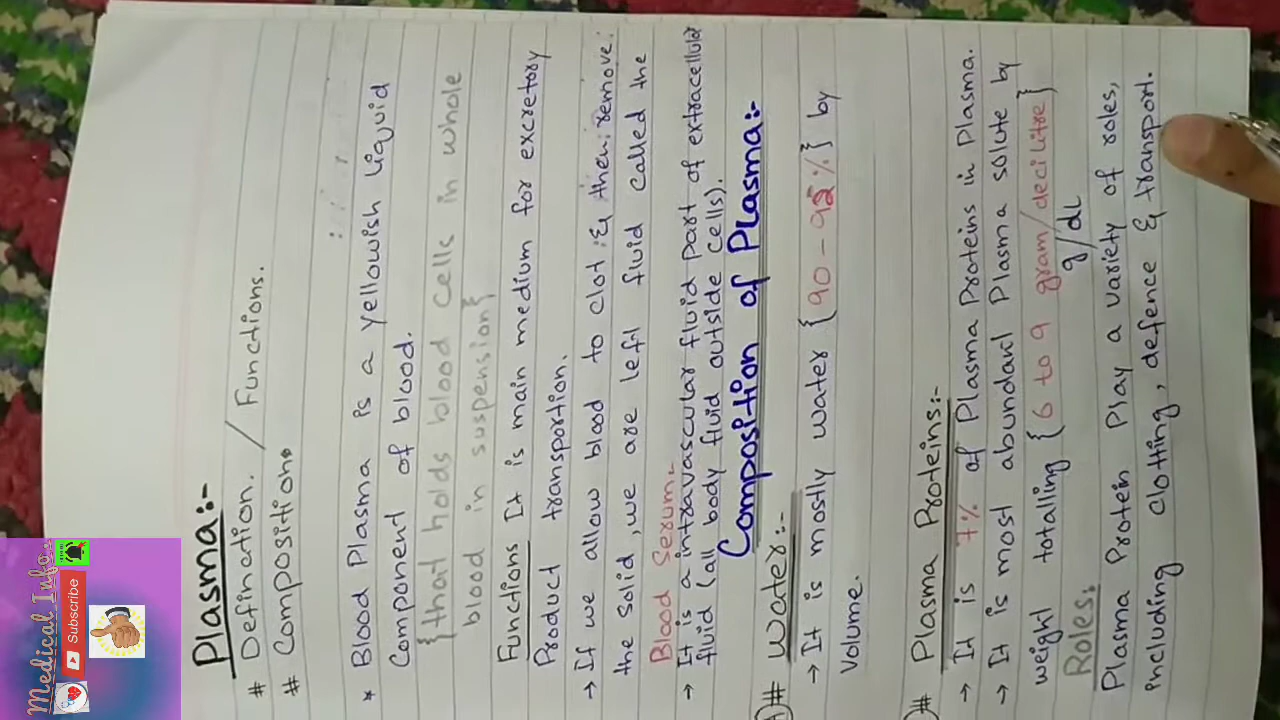 Plasma:-
# Defination. / Functions.
# Composition.
* Blood Plasma is a yellowish liquid
Component of blood.
{that holds blood cells in whole
blood in suspension}
Functions It is main medium for excretory
Product transportion.
→ If we allow blood to clot & then remove
the solid, we are left fluid called the
Blood Serum.
→ It is a intravascular fluid part of extracellular
fluid (all body fluid outside cells).
Composition of Plasma:-
# Water:-
→ It is mostly water {90 - 92%} by
Volume.
# Plasma Proteins:-
→ It is 7% of Plasma Proteins in Plasma.
→ It is most abundant Plasma solute by
weight totaling {6 to 9 gram/decilitre}
g/dL
Roles:
Plasma Protein Play a variety of roles,
including clotting, defence & transport.
Medical Info.
Subscribe